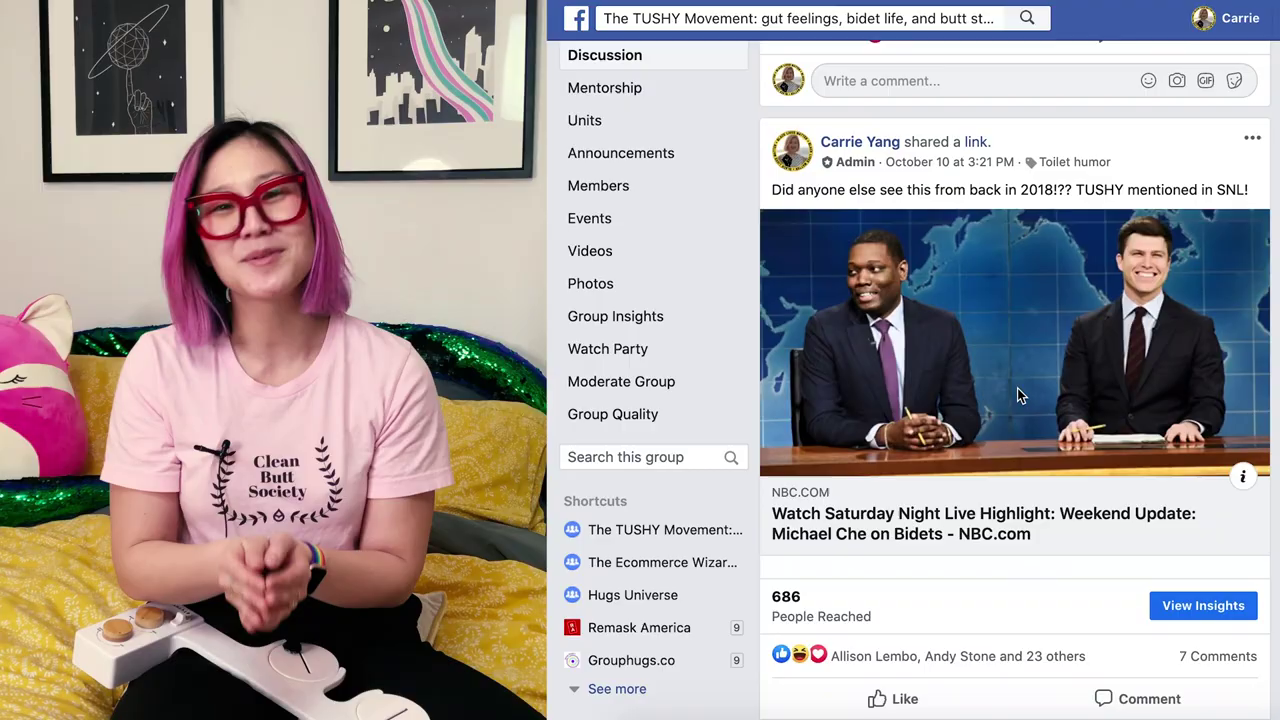 Clean
Butt
Society
The TUSHY Movement: gut feelings, bidet life, and butt st...
Carrie
Discussion
Mentorship
Units
Announcements
Members
Events
Videos
Photos
Group Insights
Watch Party
Moderate Group
Group Quality
Search this group
Shortcuts
The TUSHY Movement:...
The Ecommerce Wizar...
Hugs Universe
Remask America 9
Grouphugs.co 9
See more
Write a comment...
GIF
Carrie Yang shared a link.
Admin · October 10 at 3:21 PM · Toilet humor
Did anyone else see this from back in 2018!?? TUSHY mentioned in SNL!
NBC.COM
Watch Saturday Night Live Highlight: Weekend Update:
Michael Che on Bidets - NBC.com
686
People Reached
View Insights
Allison Lembo, Andy Stone and 23 others
7 Comments
Like
Comment